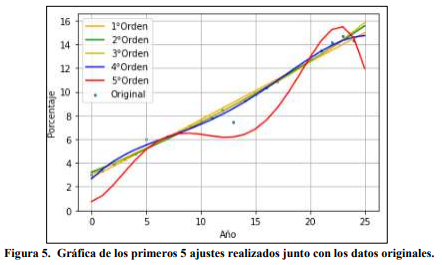 16
14
12
10
8
6
4
2
0
Porcentaje
1°Orden
2°Orden
3°Orden
4°Orden
5°Orden
Original
0 5 10 15 20 25
Año
Figura 5. Gráfica de los primeros 5 ajustes realizados junto con los datos originales.